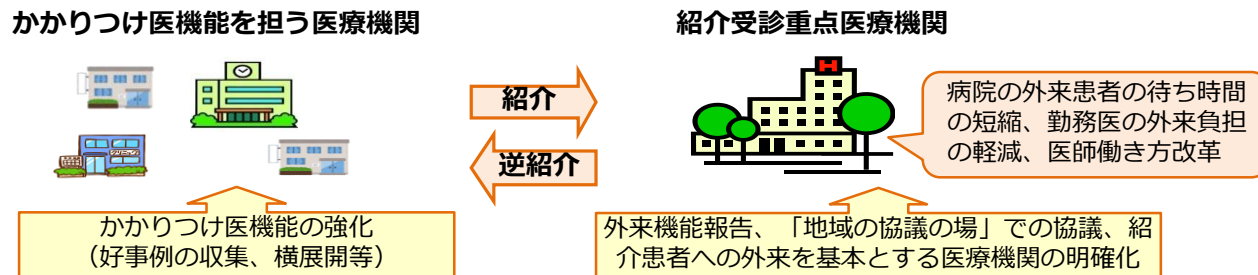 かかりつけ医機能を担う医療機関
紹介受診重点医療機関
クリニック
紹介
逆紹介
H
病院の外来患者の待ち時間
の短縮、勤務医の外来負担
の軽減、医師働き方改革
かかりつけ医機能の強化
（好事例の収集、横展開等）
外来機能報告、「地域の協議の場」での協議、紹
介患者への外来を基本とする医療機関の明確化